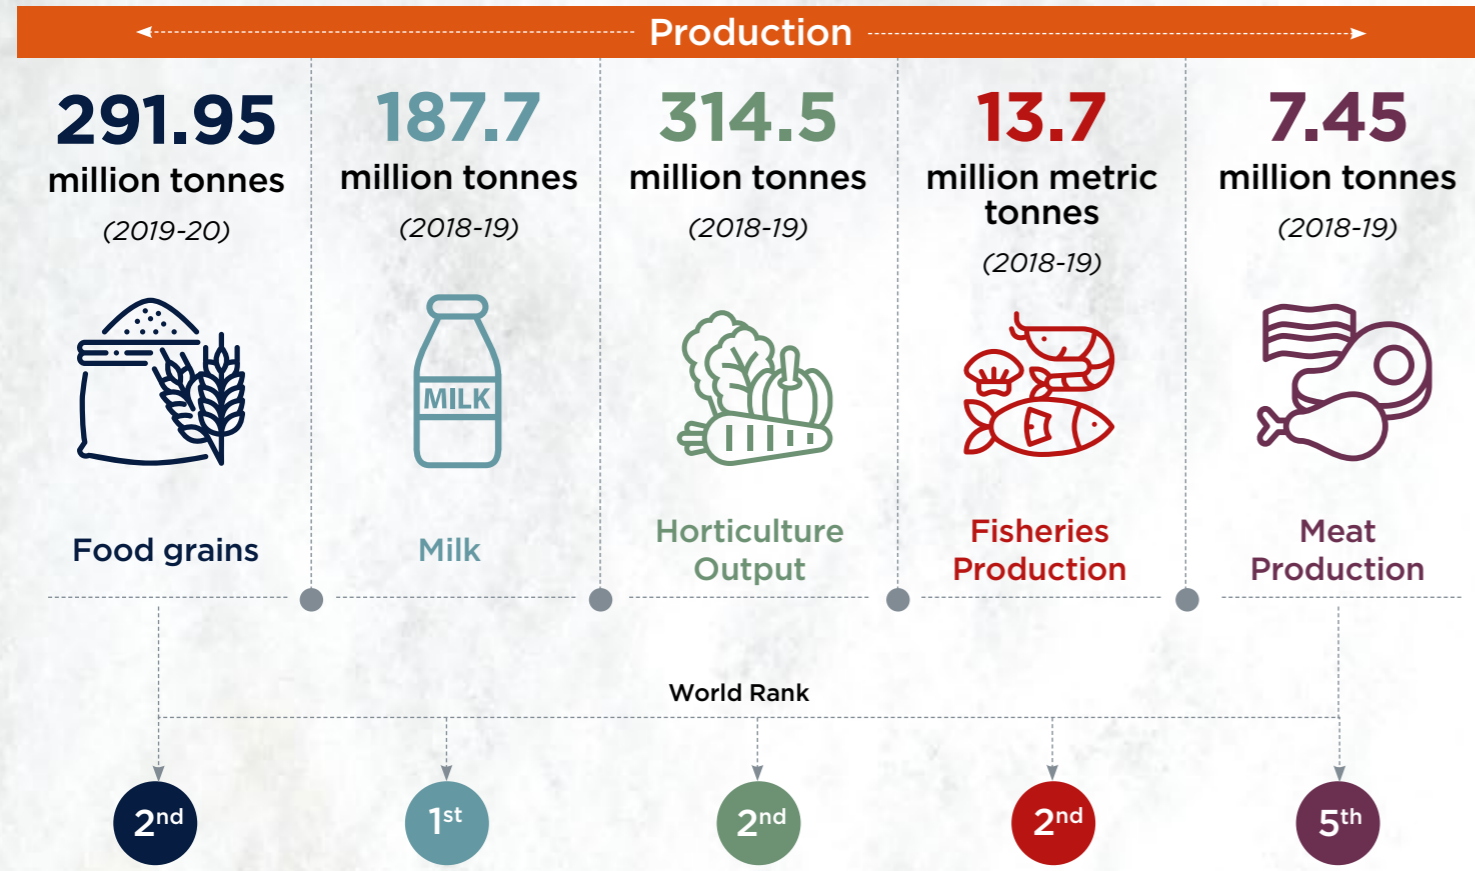 Production
291.95
million tonnes
(2019-20)
Food grains
187.7
million tonnes
(2018-19)
MILK
Milk
314.5
million tonnes
(2018-19)
Horticulture
Output
13.7
million metric
tonnes
(2018-19)
Fisheries
Production
7.45
million tonnes
(2018-19)
Meat
Production
World Rank
2nd
1st
2nd
2nd
5th